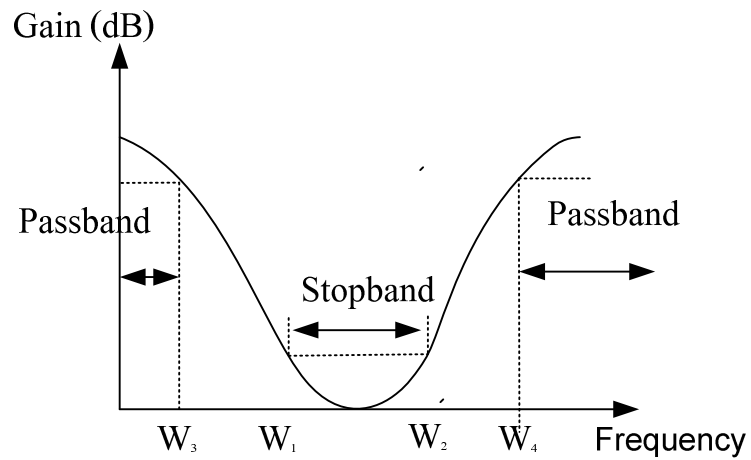 Gain (dB)
Passband
Passband
Stopband
W₃
W₁
W₂
W₄
Frequency